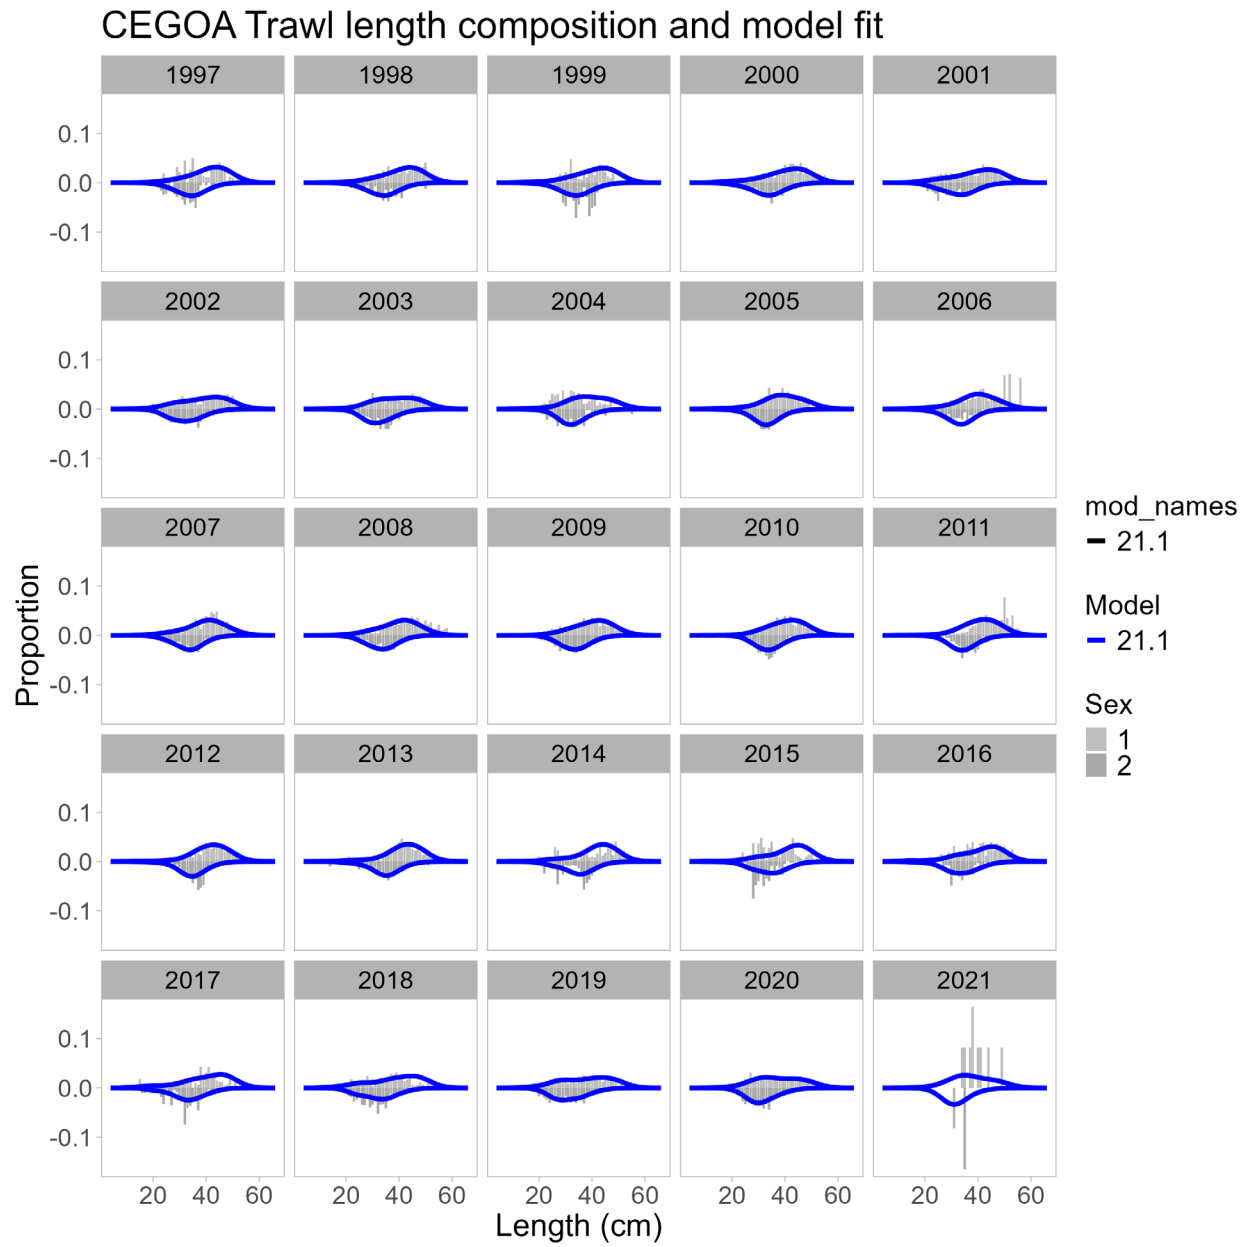 CEGOA Trawl length composition and model fit
1997 1998 1999 2000 2001
0.1
0.0
-0.1
2002 2003 2004 2005 2006
0.1
0.0
-0.1
2007 2008 2009 2010 2011
0.1
0.0
-0.1
2012 2013 2014 2015 2016
0.1
0.0
-0.1
2017 2018 2019 2020 2021
0.1
0.0
-0.1
20 40 60 20 40 60 20 40 60 20 40 60 20 40 60
Length (cm)
Proportion
mod_names
21.1
Model
21.1
Sex
1
2